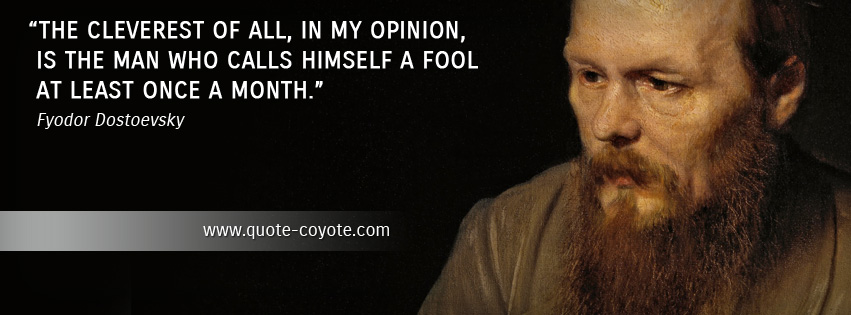 “THE CLEVEREST OF ALL, IN MY OPINION,
IS THE MAN WHO CALLS HIMSELF A FOOL
AT LEAST ONCE A MONTH.”
Fyodor Dostoevsky
www.quote-coyote.com